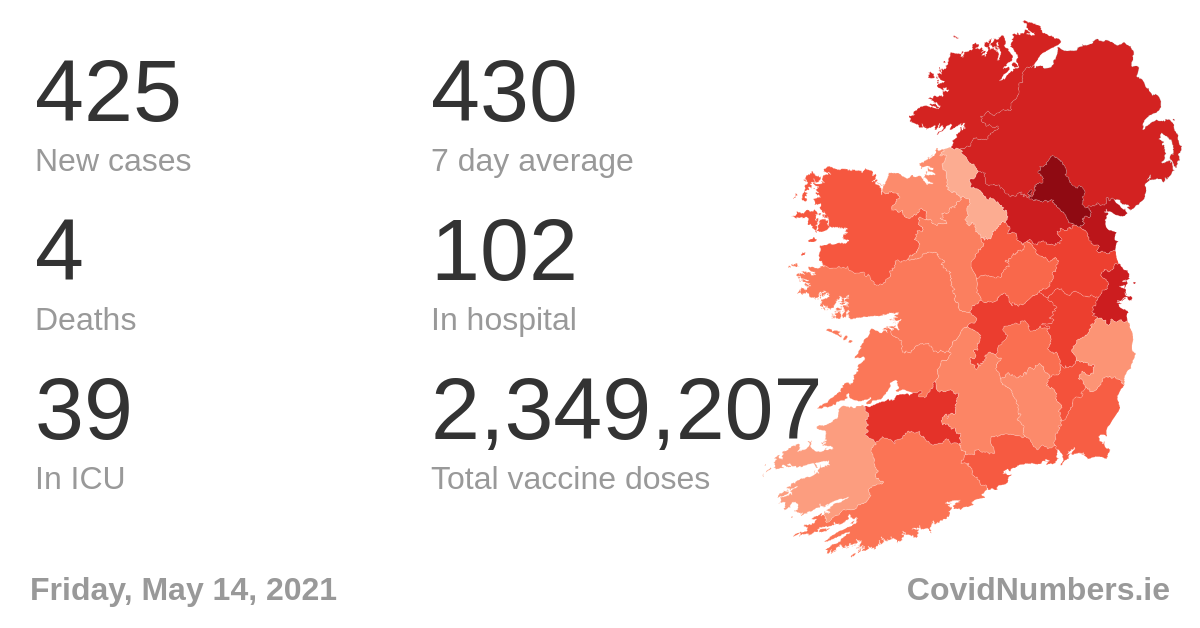 425
New cases
430
7 day average
4
Deaths
102
In hospital
39
In ICU
2,349,207
Total vaccine doses
Friday, May 14, 2021
CovidNumbers.ie